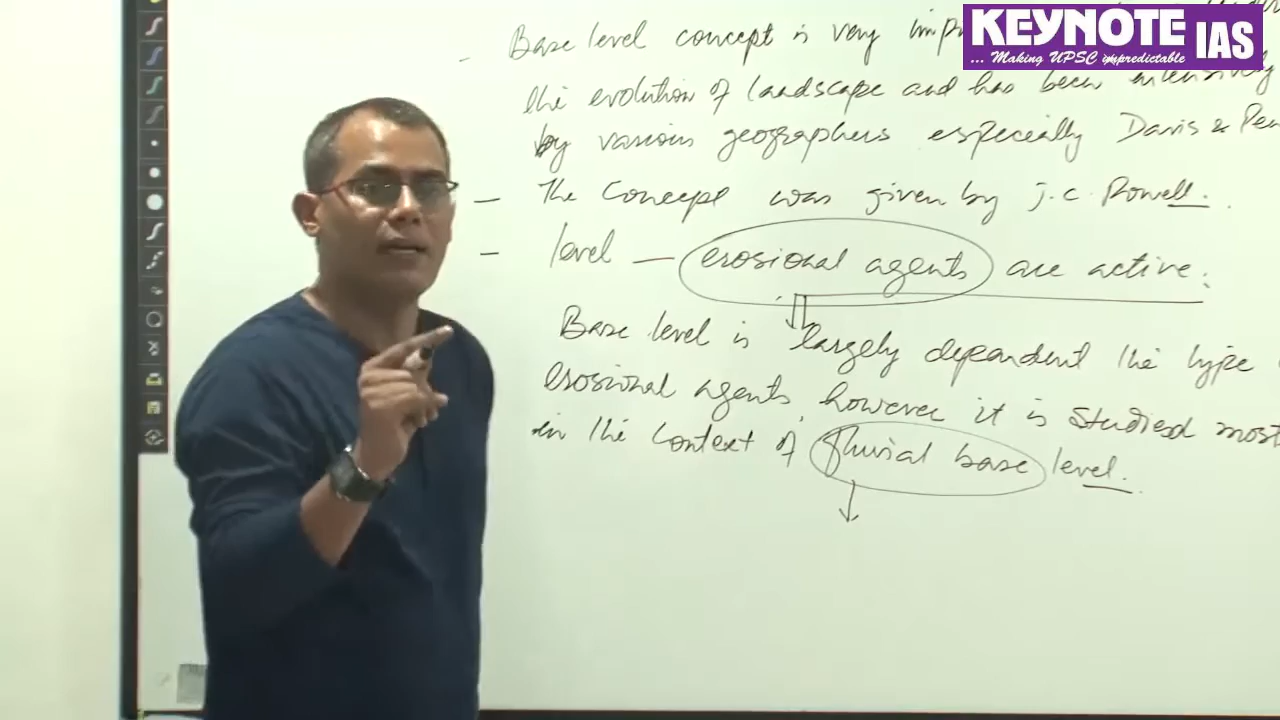 KEYNOTE IAS
... Making UPSC impredictable
- Base level concept is very
the evolution of landscape and has been intensively
by various geographers especially Davis &
- The Concept was given by J.C. Powell.
- level — erosional agents are active.
Base level is largely dependent the type
erosional agents, however it is studied
in the context of fluvial base level.